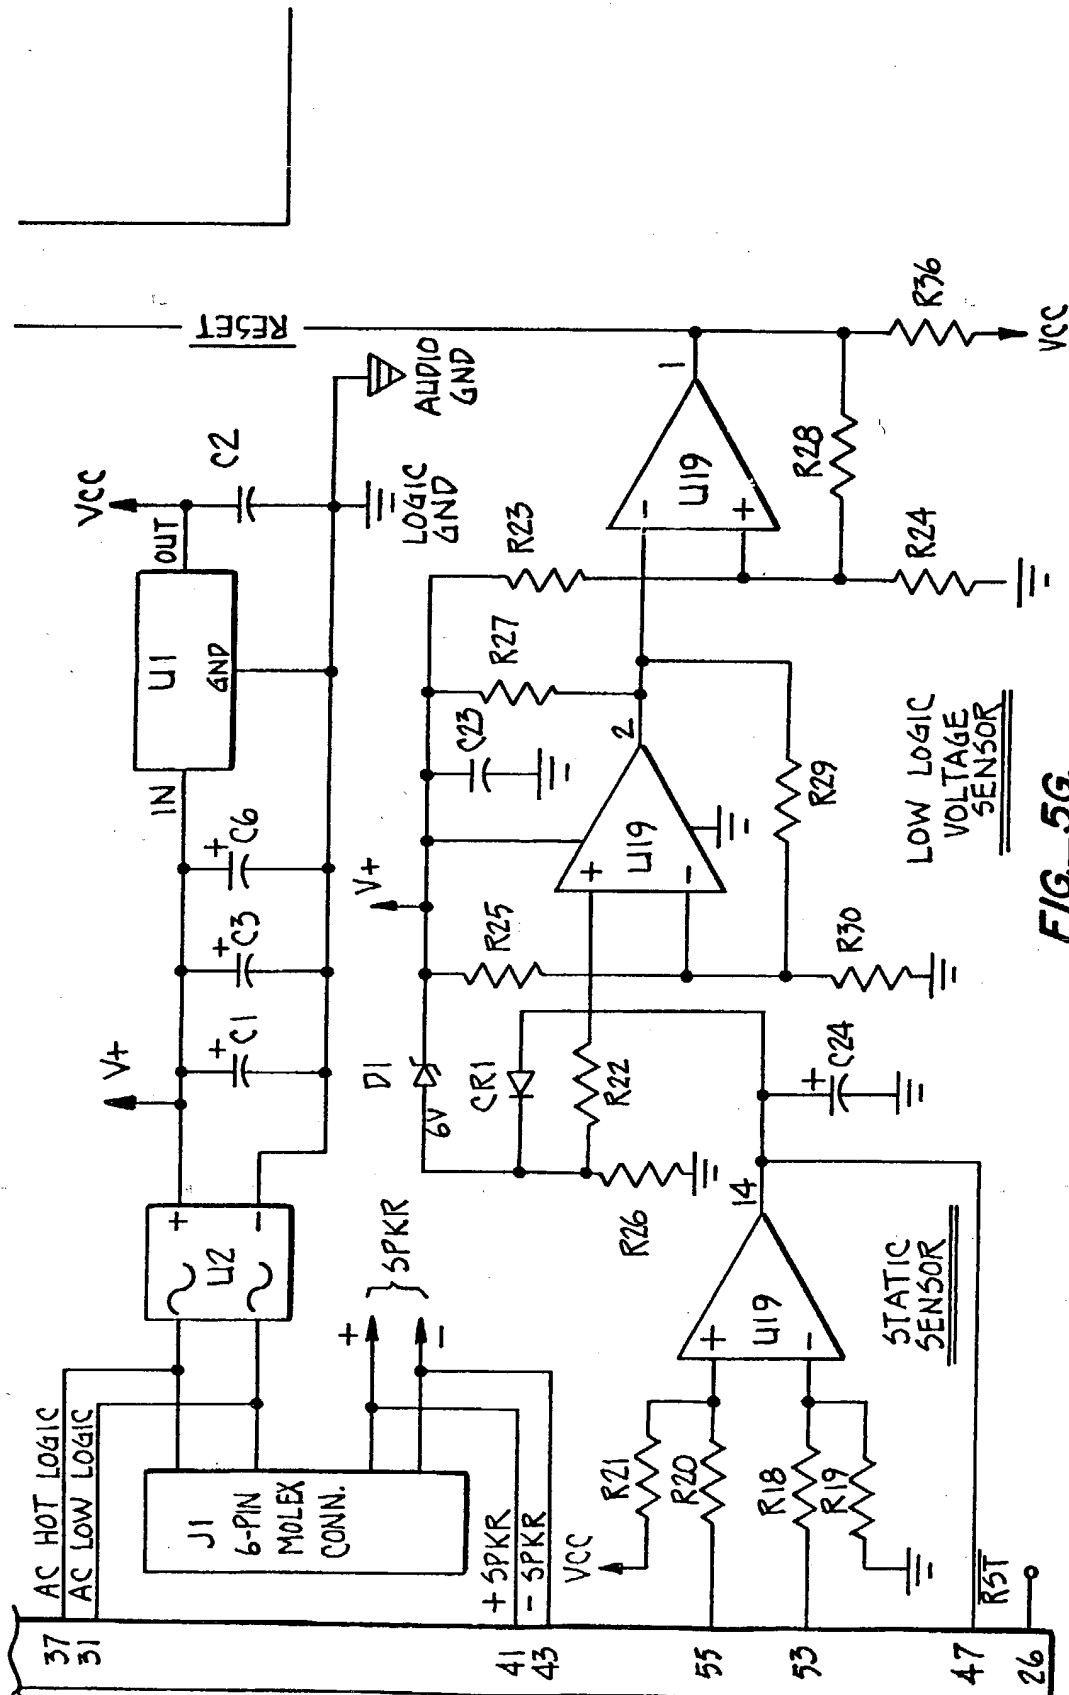 37
31
AC HOT LOGIC
AC LOW LOGIC
J1
6-PIN
MOLEX
CONN.
+
-
SPKR
41
43
+ SPKR
- SPKR
U2
+
-
V+
+
C1
+
C3
+
C6
IN
U1
GND
OUT
VCC
C2
LOGIC
GND
AUDIO
GND
RESET
55
53
VCC
R21
R20
R18
R19
+
-
U19
14
STATIC
SENSOR
47
RST
26
+
C24
R26
D1
6V
CR1
R22
V+
R25
R30
+
-
U19
2
C23
R27
R29
R23
-
+
U19
1
R28
R24
R36
VCC
LOW LOGIC
VOLTAGE
SENSOR
FIG._5G.